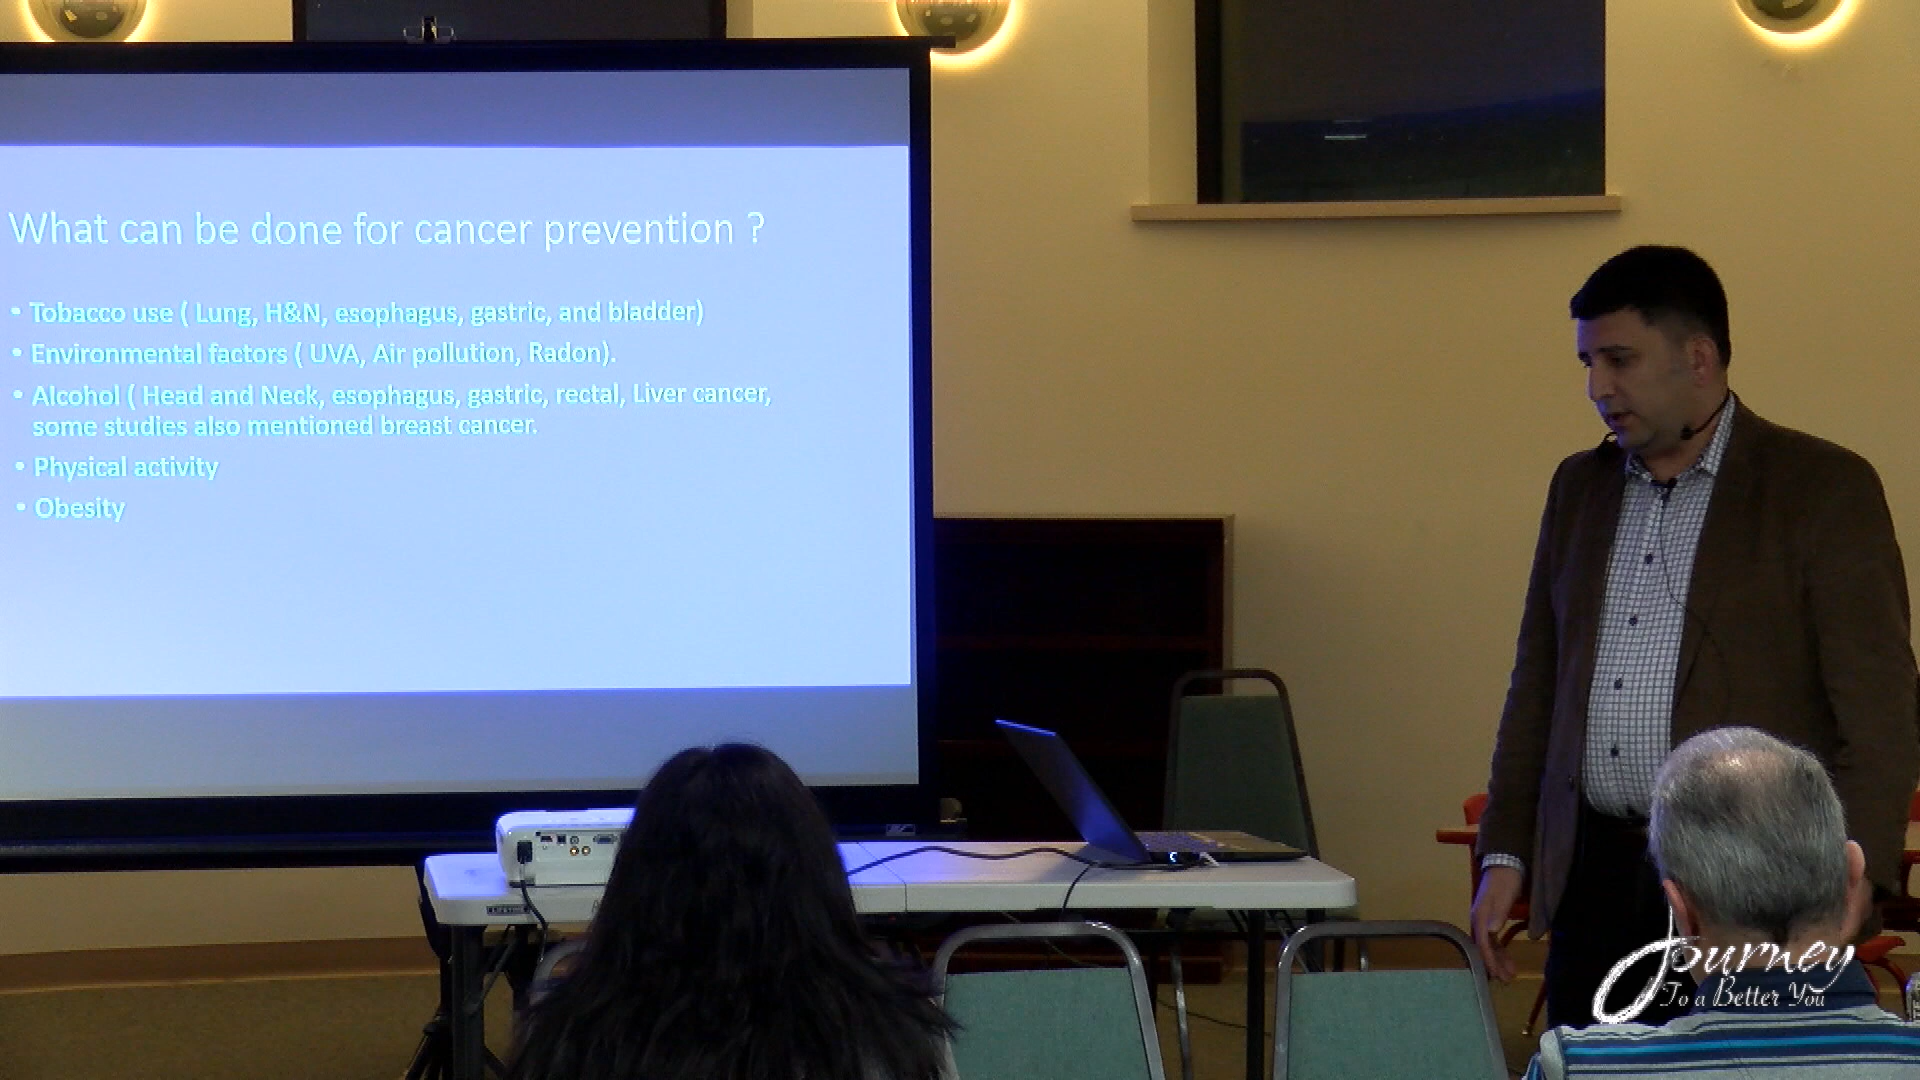 What can be done for cancer prevention ?
• Tobacco use ( Lung, H&N, esophagus, gastric, and bladder)
• Environmental factors ( UVA, Air pollution, Radon).
• Alcohol ( Head and Neck, esophagus, gastric, rectal, Liver cancer,
some studies also mentioned breast cancer.
• Physical activity
• Obesity
LIFETIME
Journey
To a Better You